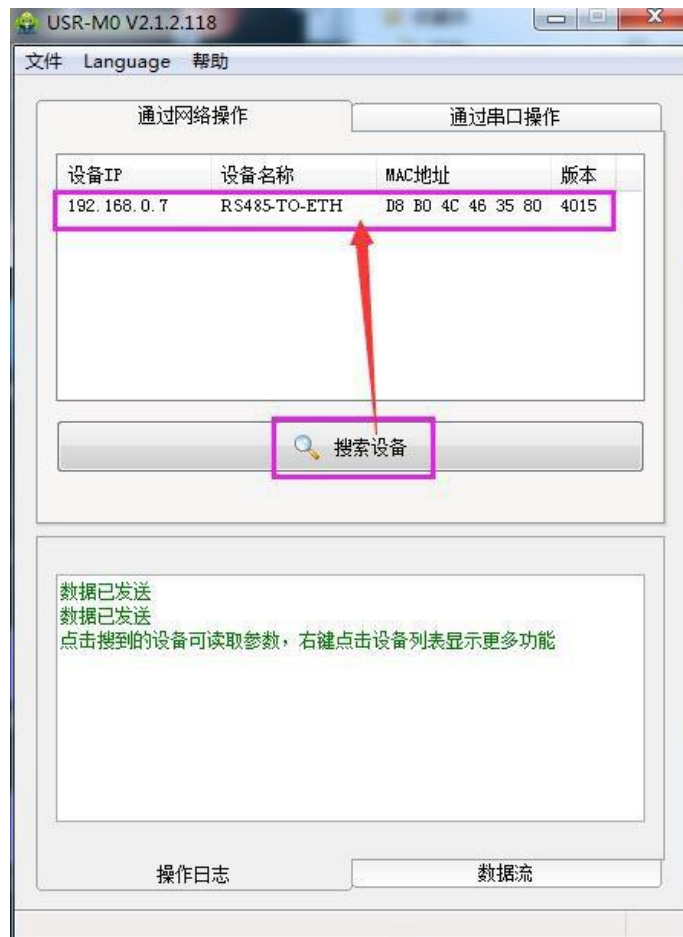 USR-M0 V2.1.2.118
文件 Language 帮助
通过网络操作 通过串口操作
设备IP 设备名称 MAC地址 版本
192.168.0.7 RS485-TO-ETH D8 B0 4C 46 35 80 4015
搜索设备
数据已发送
数据已发送
点击搜到的设备可读取参数，右键点击设备列表显示更多功能
操作日志 数据流